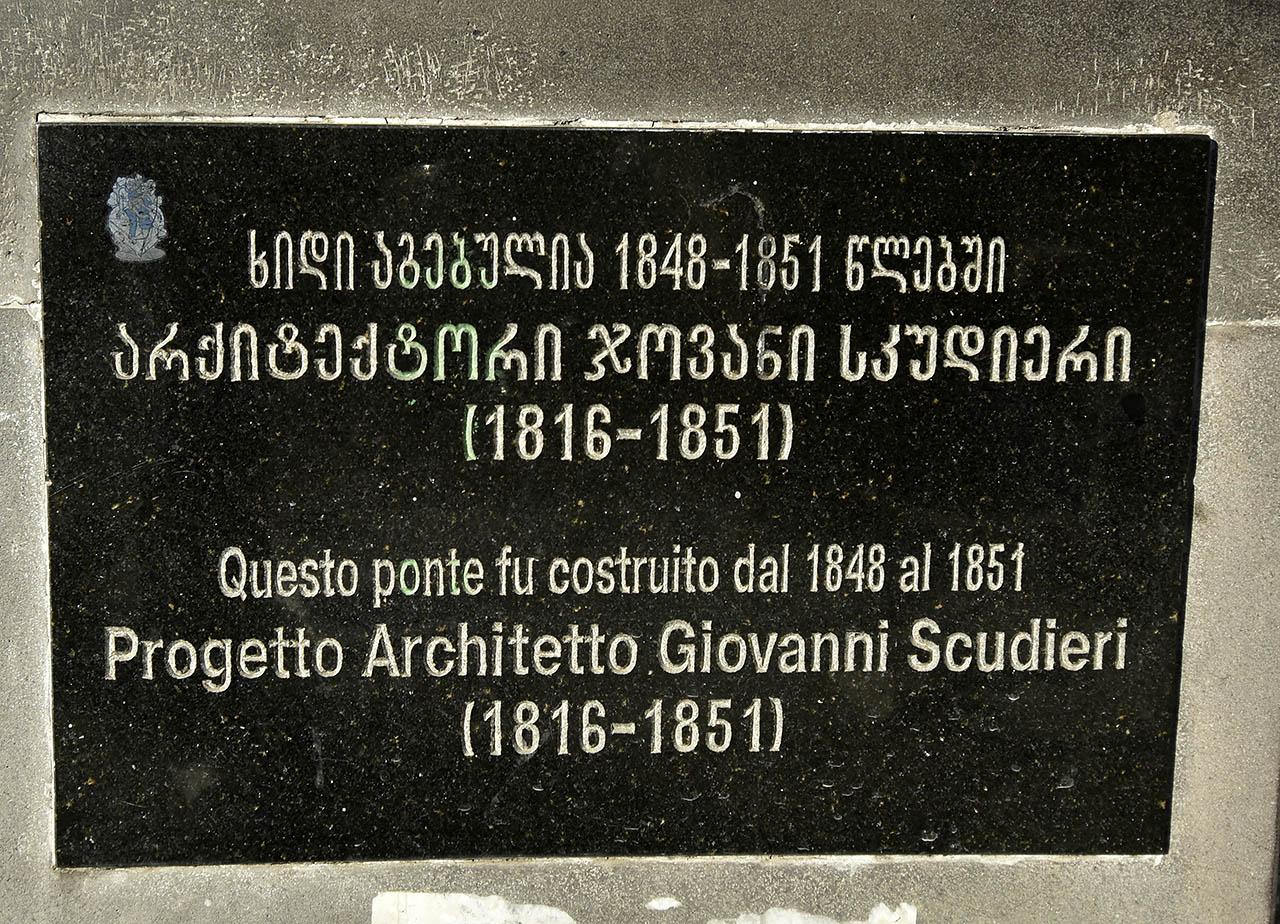 ხიდი აგებულია 1848-1851 წლებში
არქიტექტორი ჯოვანი სკუდიერი
(1816-1851)
Questo ponte fu costruito dal 1848 al 1851
Progetto Architetto Giovanni Scudieri
(1816-1851)